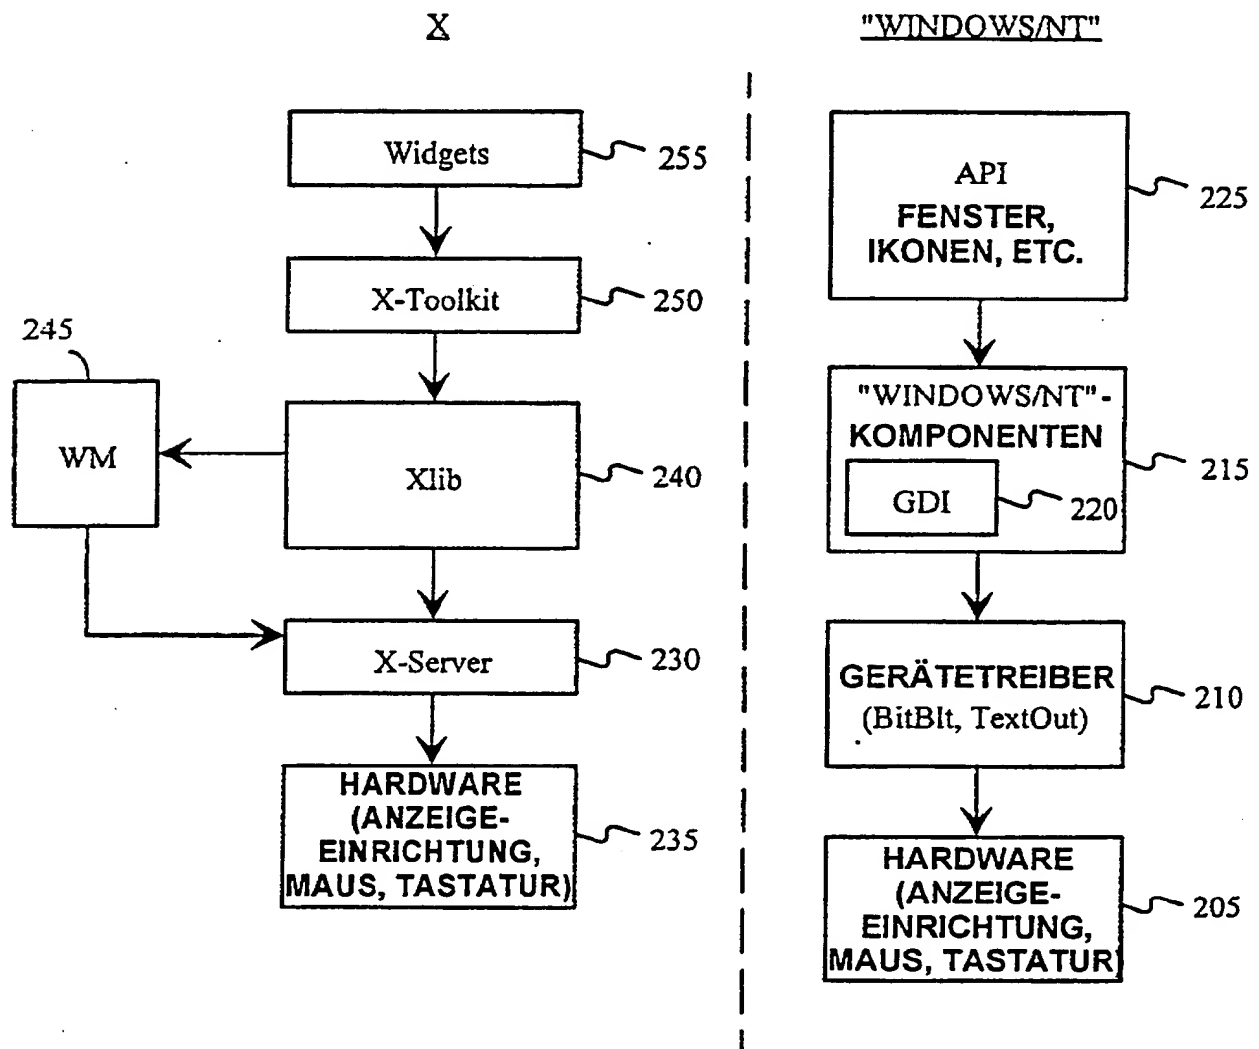 X
Widgets
255
X-Toolkit
250
245
WM
Xlib
240
X-Server
230
HARDWARE
(ANZEIGE-
EINRICHTUNG,
MAUS, TASTATUR)
235
"WINDOWS/NT"
API
FENSTER,
IKONEN, ETC.
225
"WINDOWS/NT"-
KOMPONENTEN
215
GDI
220
GERÄTETREIBER
(BitBlt, TextOut)
210
HARDWARE
(ANZEIGE-
EINRICHTUNG,
MAUS, TASTATUR)
205